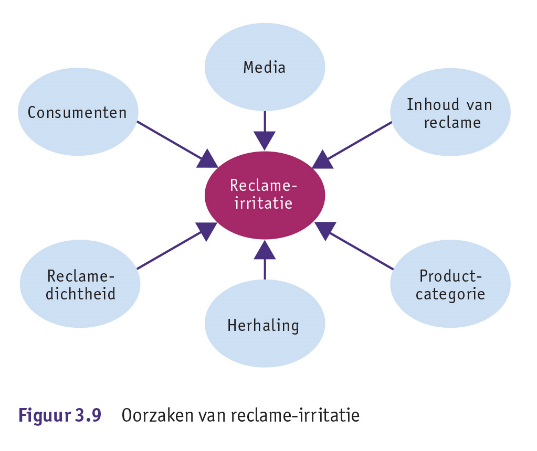 Media
Consumenten
Inhoud van
reclame
Reclame-
irritatie
Reclame-
dichtheid
Product-
categorie
Herhaling
Figuur 3.9 Oorzaken van reclame-irritatie